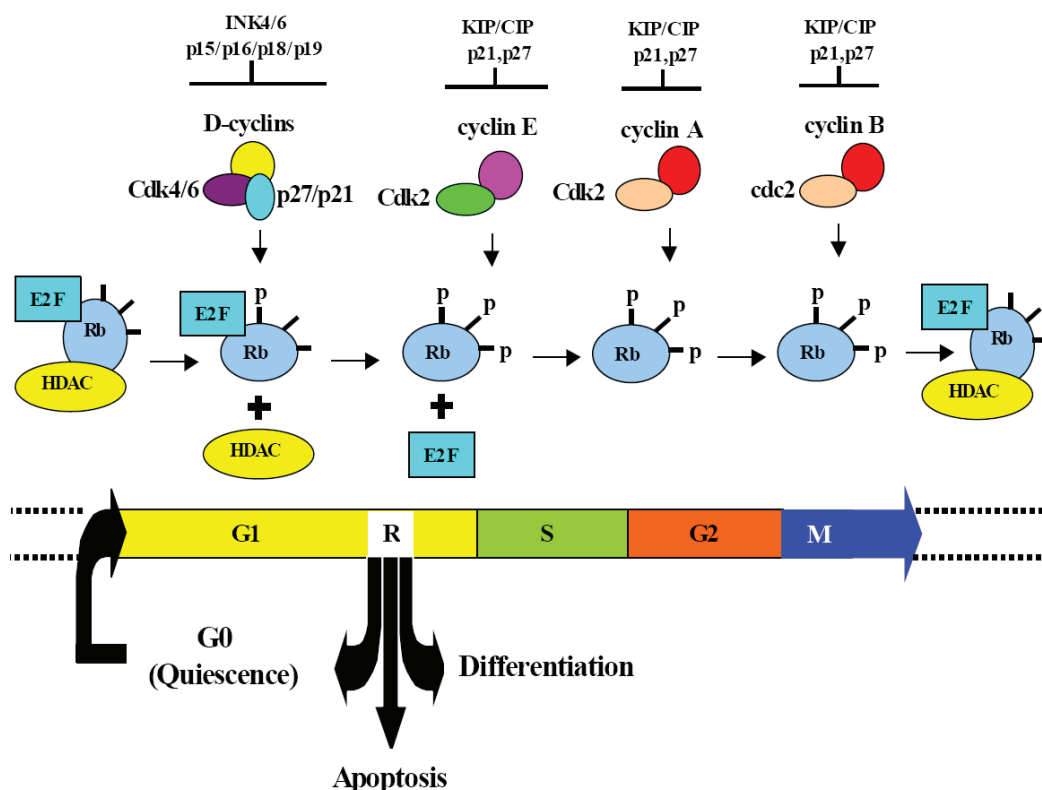 INK4/6
p15/p16/p18/p19
KIP/CIP
p21,p27
KIP/CIP
p21,p27
KIP/CIP
p21,p27
D-cyclins
cyclin E
cyclin A
cyclin B
Cdk4/6
p27/p21
Cdk2
Cdk2
cdc2
E2F
Rb
HDAC
p
E2F
Rb
+
HDAC
p
p
p
Rb
+
E2F
p
p
p
Rb
p
p
p
Rb
E2F
Rb
HDAC
G1
R
S
G2
M
G0
(Quiescence)
Differentiation
Apoptosis